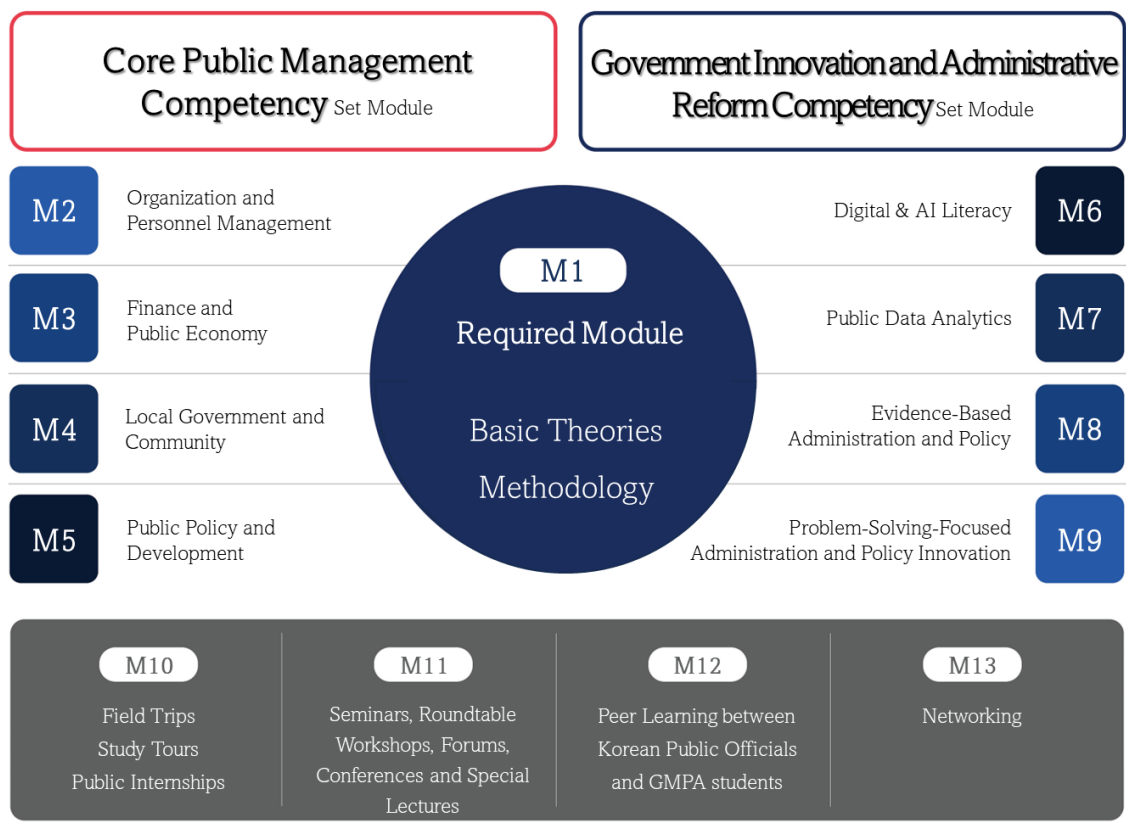 Core Public Management
Competency Set Module
Government Innovation and Administrative
Reform Competency Set Module
M2
Organization and
Personnel Management
M3
Finance and
Public Economy
M4
Local Government and
Community
M5
Public Policy and
Development
M1
Required Module
Basic Theories
Methodology
Digital & AI Literacy
M6
Public Data Analytics
M7
Evidence-Based
Administration and Policy
M8
Problem-Solving-Focused
Administration and Policy Innovation
M9
M10
Field Trips
Study Tours
Public Internships
M11
Seminars, Roundtable
Workshops, Forums,
Conferences and Special
Lectures
M12
Peer Learning between
Korean Public Officials
and GMPA students
M13
Networking